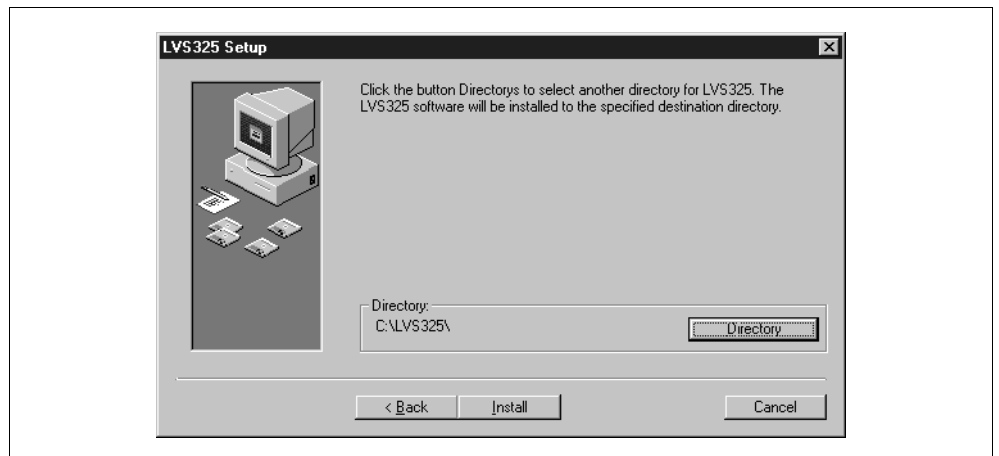 LVS325 Setup
Click the button Directorys to select another directory for LVS325. The
LVS325 software will be installed to the specified destination directory.
Directory:
C:\LVS325\
Directory
< Back
Install
Cancel